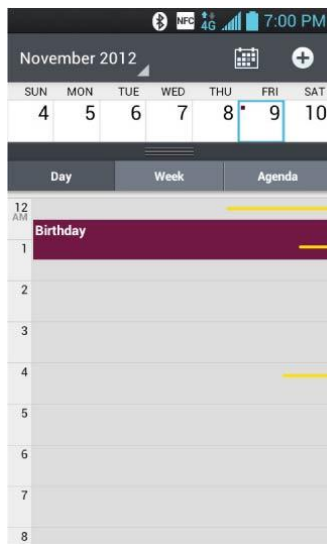 NFC 4G 7:00 PM
November 2012
SUN MON TUE WED THU FRI SAT
4 5 6 7 8 9 10
Day Week Agenda
12
AM
Birthday
1
2
3
4
5
6
7
8